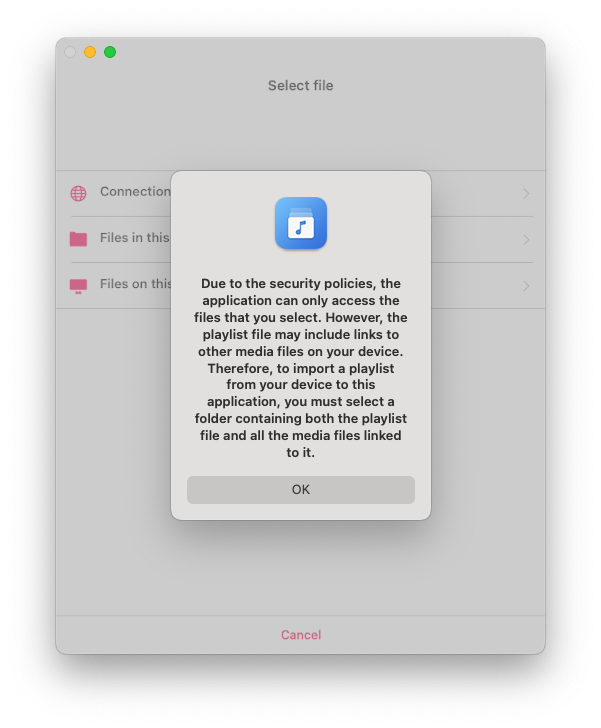 Select file
Connection
Files in this
Files on this
Due to the security policies, the
application can only access the
files that you select. However, the
playlist file may include links to
other media files on your device.
Therefore, to import a playlist
from your device to this
application, you must select a
folder containing both the playlist
file and all the media files linked
to it.
OK
Cancel